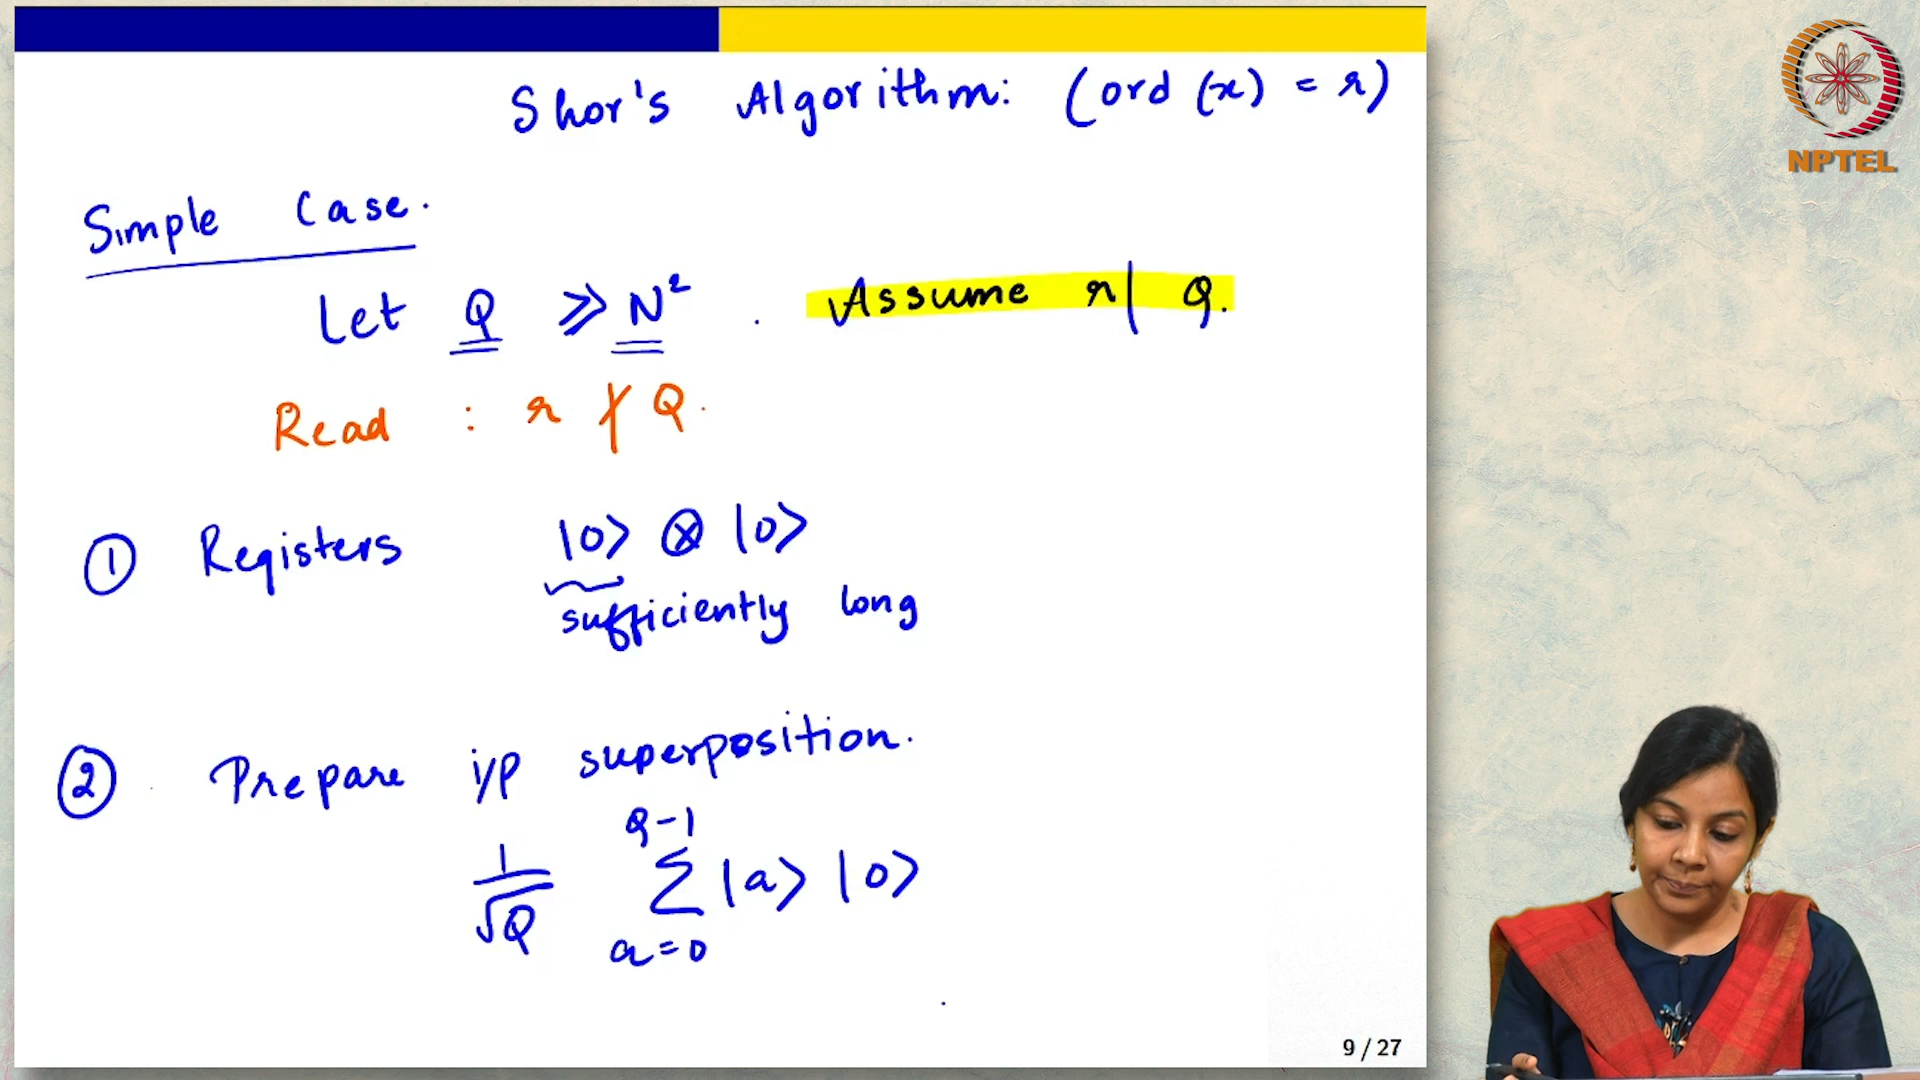 Shor's Algorithm: (ord (x) = r)
NPTEL
Simple Case.
Let Q ≫ N² . Assume r | Q.
Read : r ∤ Q.
① Registers |0⟩ ⊗ |0⟩
sufficiently long
② Prepare i/p superposition.
1/√Q Σ_{a=0}^{Q-1} |a⟩ |0⟩
9 / 27